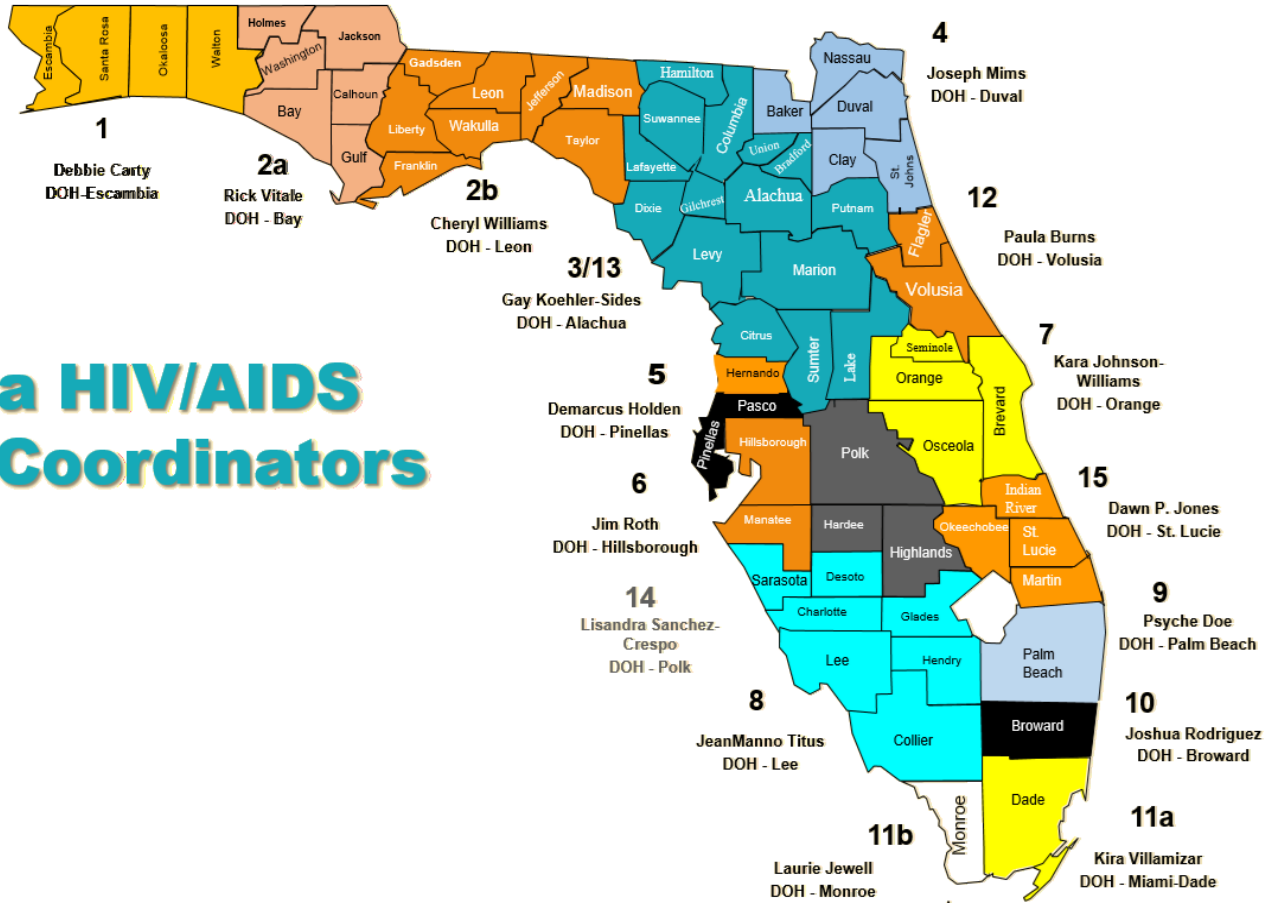 Escambia
Santa Rosa
Okaloosa
Walton
Holmes
Washington
Jackson
Bay
Calhoun
Gulf
Gadsden
Liberty
Franklin
Leon
Wakulla
Jefferson
Madison
Taylor
Hamilton
Suwannee
Columbia
Lafayette
Dixie
Gilchrest
Union
Bradford
Alachua
Baker
Nassau
Duval
Clay
St.
Johns
Putnam
Flagler
Volusia
Levy
Marion
Citrus
Sumter
Lake
Hernando
Pasco
Pinellas
Hillsborough
Seminole
Orange
Brevard
Osceola
Polk
Manatee
Hardee
Highlands
Okeechobee
Indian
River
St.
Lucie
Martin
Sarasota
Desoto
Charlotte
Glades
Lee
Hendry
Palm
Beach
Collier
Broward
Monroe
Dade
1
Debbie Carty
DOH-Escambia
2a
Rick Vitale
DOH - Bay
2b
Cheryl Williams
DOH - Leon
3/13
Gay Koehler-Sides
DOH - Alachua
4
Joseph Mims
DOH - Duval
12
Paula Burns
DOH - Volusia
7
Kara Johnson-
Williams
DOH - Orange
a HIV/AIDS
Coordinators
5
Demarcus Holden
DOH - Pinellas
6
Jim Roth
DOH - Hillsborough
14
Lisandra Sanchez-
Crespo
DOH - Polk
15
Dawn P. Jones
DOH - St. Lucie
9
Psyche Doe
DOH - Palm Beach
8
JeanManno Titus
DOH - Lee
10
Joshua Rodriguez
DOH - Broward
11b
Laurie Jewell
DOH - Monroe
11a
Kira Villamizar
DOH - Miami-Dade